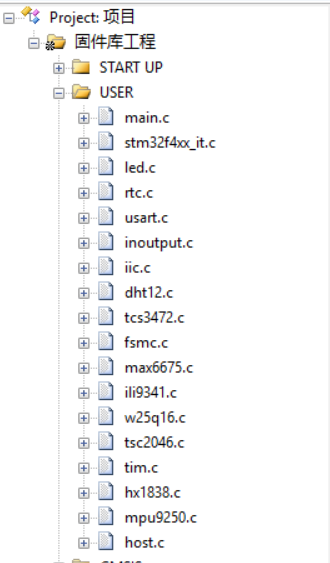 Project: 项目
固件库工程
START UP
USER
main.c
stm32f4xx_it.c
led.c
rtc.c
usart.c
inoutput.c
iic.c
dht12.c
tcs3472.c
fsmc.c
max6675.c
ili9341.c
w25q16.c
tsc2046.c
tim.c
hx1838.c
mpu9250.c
host.c